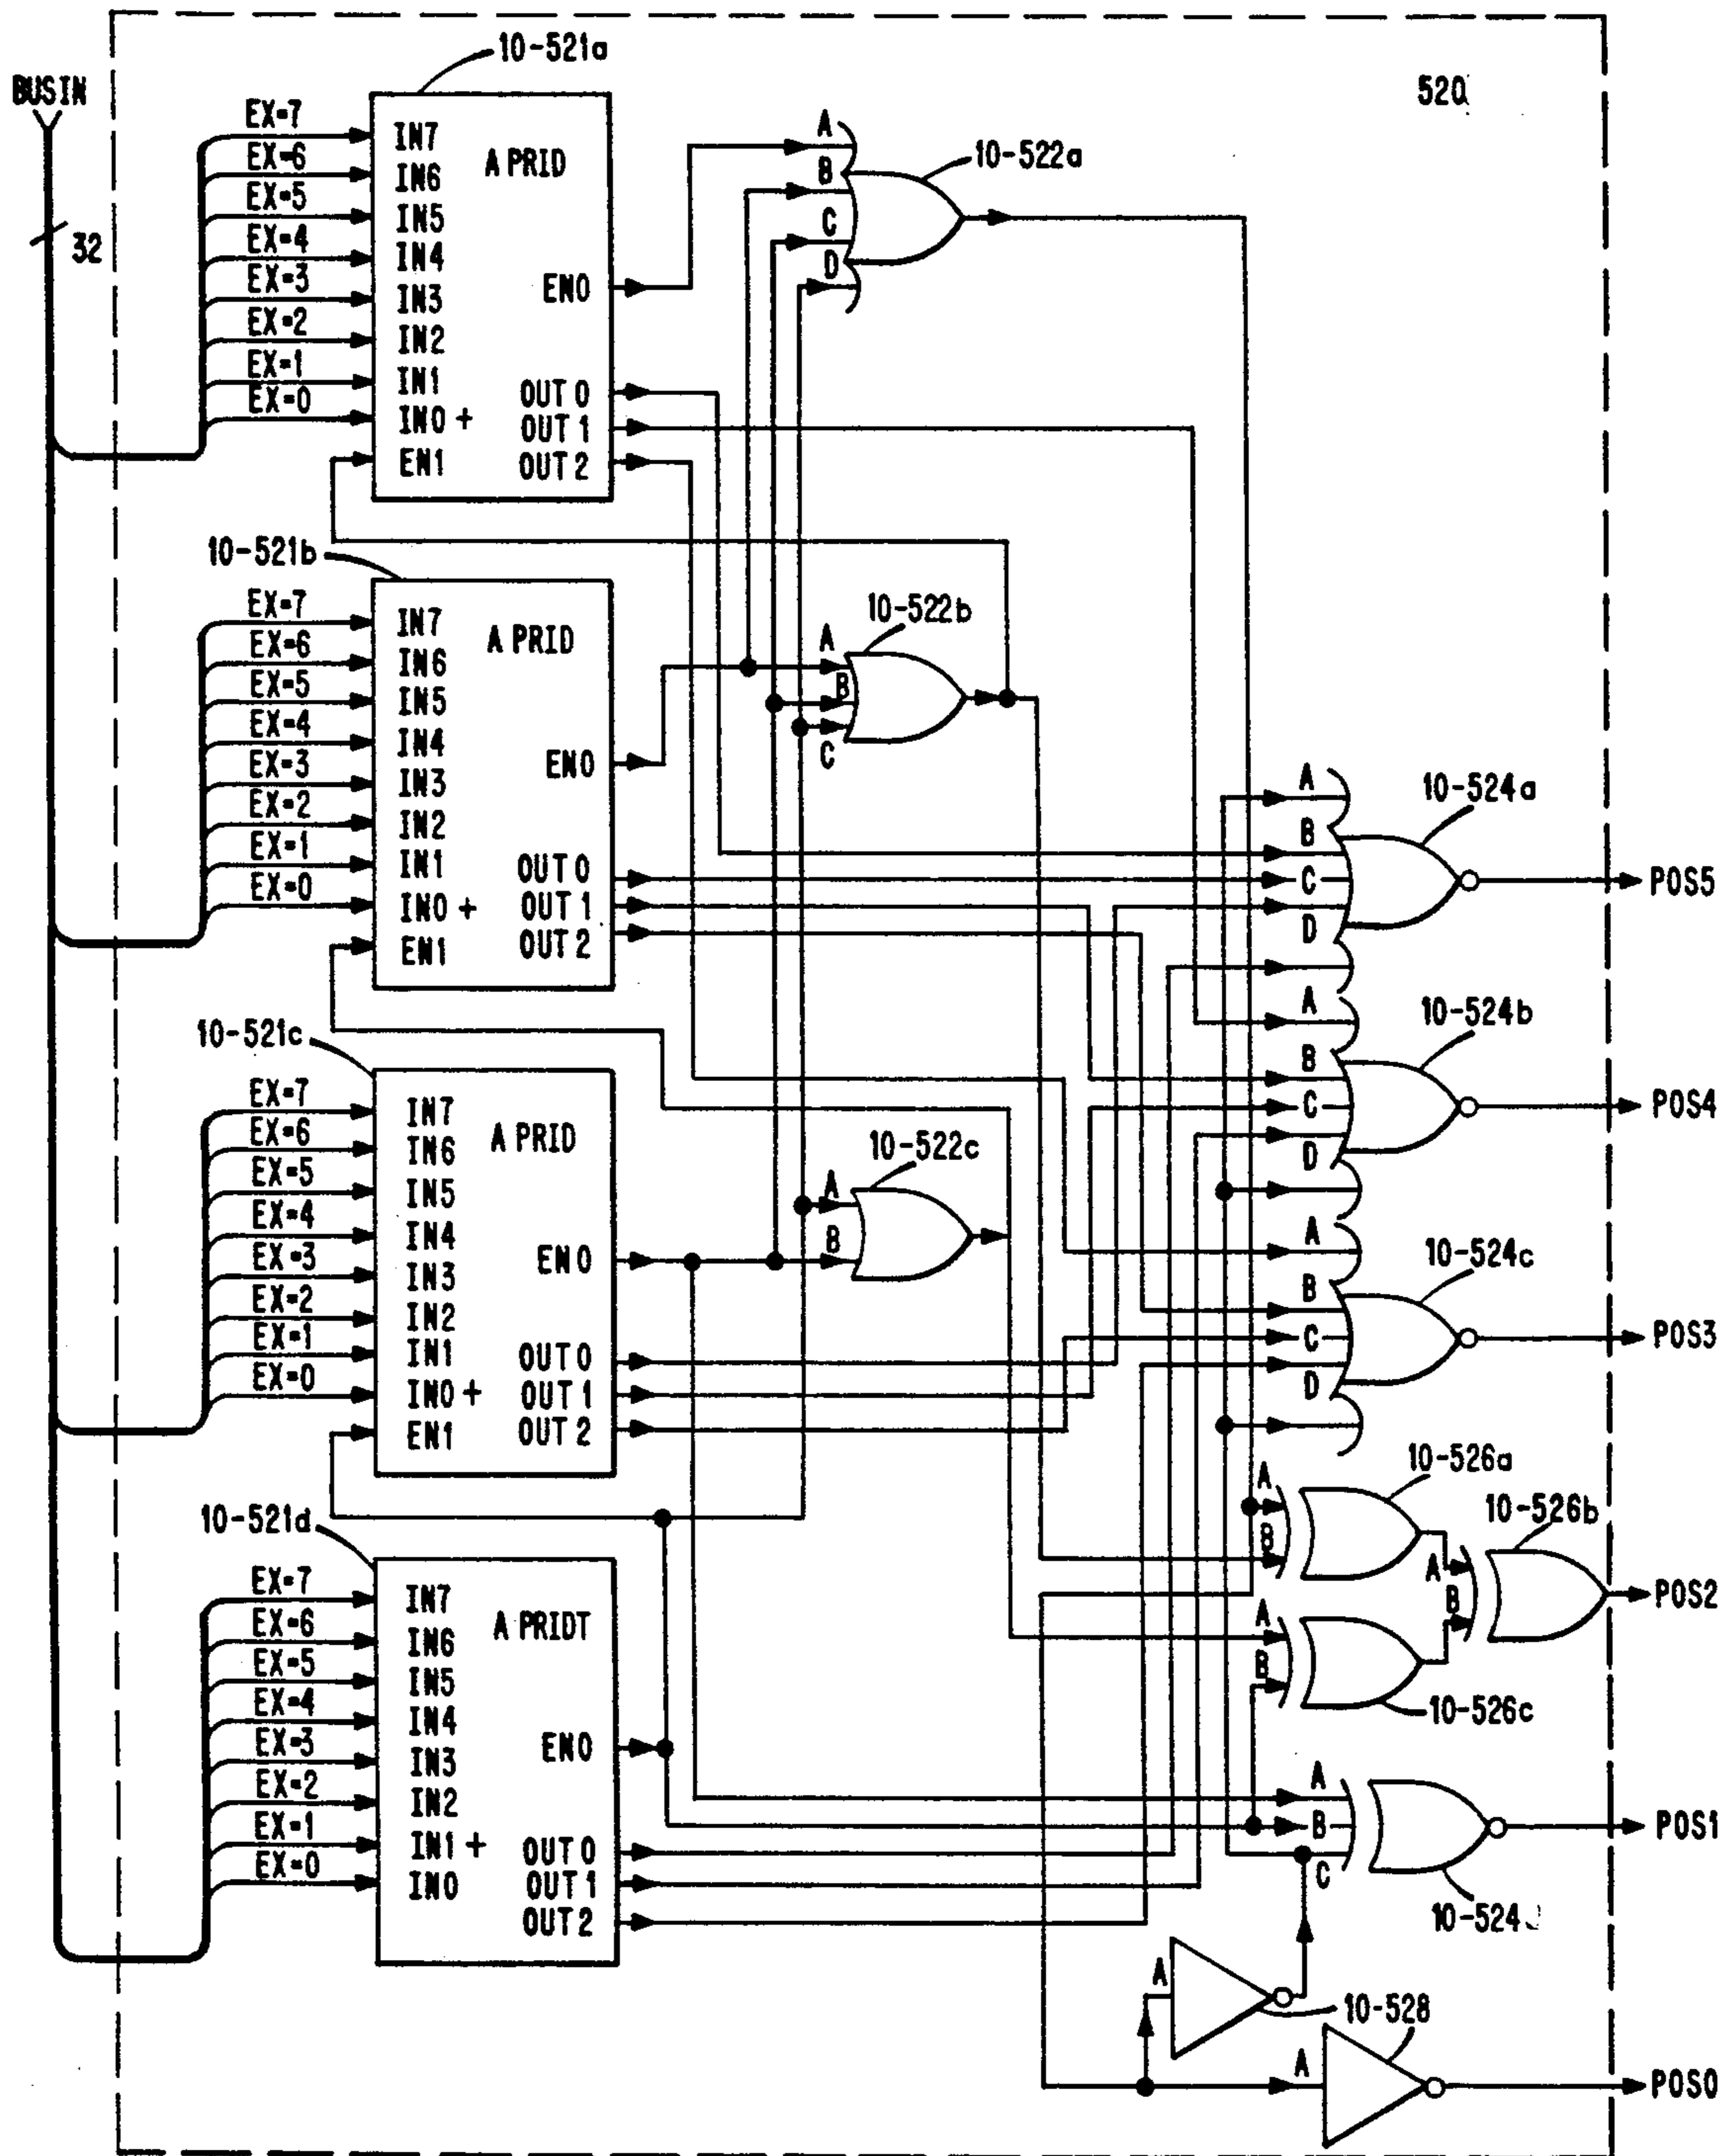 BUSIN
32
520
10-521a
EX=7
EX=6
EX=5
EX=4
EX=3
EX=2
EX=1
EX=0
IN7
IN6
IN5
IN4
IN3
IN2
IN1
IN0 +
EN1
A PRID
EN0
OUT 0
OUT 1
OUT 2
A
B
C
D
10-522a
10-521b
EX=7
EX=6
EX=5
EX=4
EX=3
EX=2
EX=1
EX=0
IN7
IN6
IN5
IN4
IN3
IN2
IN1
IN0 +
EN1
A PRID
EN0
OUT 0
OUT 1
OUT 2
10-522b
A
B
C
10-521c
EX=7
EX=6
EX=5
EX=4
EX=3
EX=2
EX=1
EX=0
IN7
IN6
IN5
IN4
IN3
IN2
IN1
IN0 +
EN1
A PRID
EN0
OUT 0
OUT 1
OUT 2
10-522c
A
B
10-521d
EX=7
EX=6
EX=5
EX=4
EX=3
EX=2
EX=1
EX=0
IN7
IN6
IN5
IN4
IN3
IN2
IN1 +
IN0
A PRIDT
EN0
OUT 0
OUT 1
OUT 2
A
B
C
D
10-524a
POS5
A
B
C
D
10-524b
POS4
A
B
C
D
10-524c
POS3
A
B
10-526a
A
B
10-526b
POS2
A
B
10-526c
A
B
C
POS1
10-524
A
10-528
A
POS0